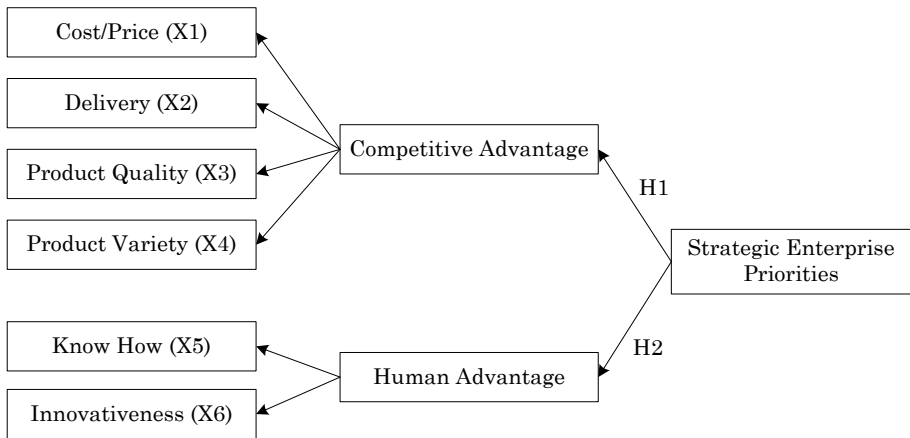 Cost/Price (X1)
Delivery (X2)
Product Quality (X3)
Product Variety (X4)
Know How (X5)
Innovativeness (X6)
Competitive Advantage
Human Advantage
H1
H2
Strategic Enterprise
Priorities